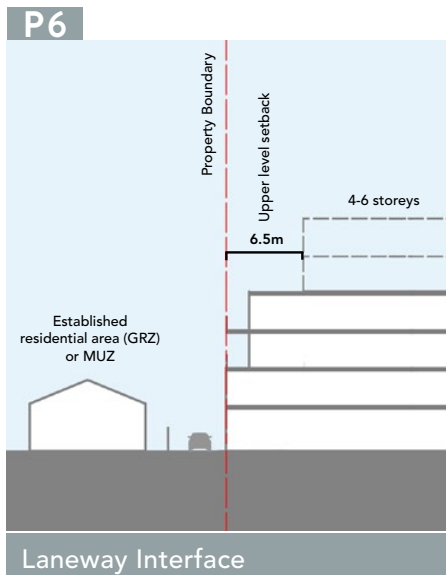 P6
Property Boundary
Upper level setback
4-6 storeys
6.5m
Established
residential area (GRZ)
or MUZ
Laneway Interface